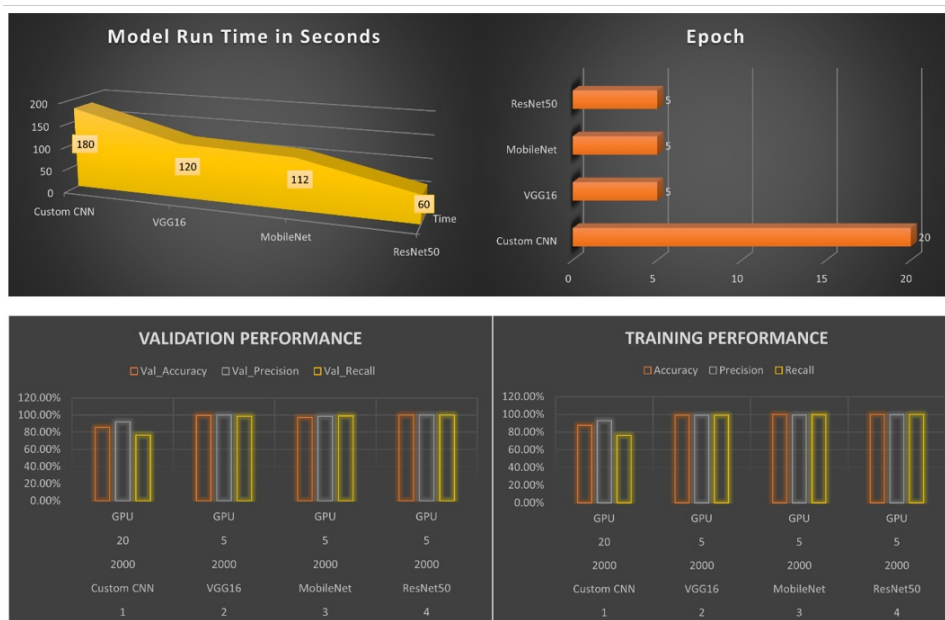 Model Run Time in Seconds
200
150
100
50
0
180
120
112
60
Time
Custom CNN
VGG16
MobileNet
ResNet50
Epoch
ResNet50
5
MobileNet
5
VGG16
5
Custom CNN
20
0 5 10 15 20
VALIDATION PERFORMANCE
Val_Accuracy Val_Precision Val_Recall
120.00%
100.00%
80.00%
60.00%
40.00%
20.00%
0.00%
GPU GPU GPU GPU
20 5 5 5
2000 2000 2000 2000
Custom CNN VGG16 MobileNet ResNet50
1 2 3 4
TRAINING PERFORMANCE
Accuracy Precision Recall
120.00%
100.00%
80.00%
60.00%
40.00%
20.00%
0.00%
GPU GPU GPU GPU
20 5 5 5
2000 2000 2000 2000
Custom CNN VGG16 MobileNet ResNet50
1 2 3 4